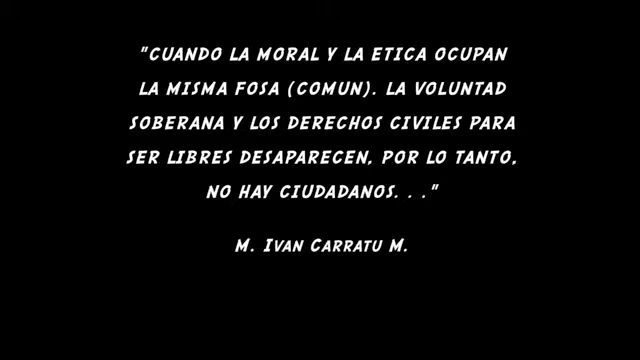 "CUANDO LA MORAL Y LA ETICA OCUPAN
LA MISMA FOSA (COMUN). LA VOLUNTAD
SOBERANA Y LOS DERECHOS CIVILES PARA
SER LIBRES DESAPARECEN, POR LO TANTO,
NO HAY CIUDADANOS. . ."
M. IVAN CARRATU M.